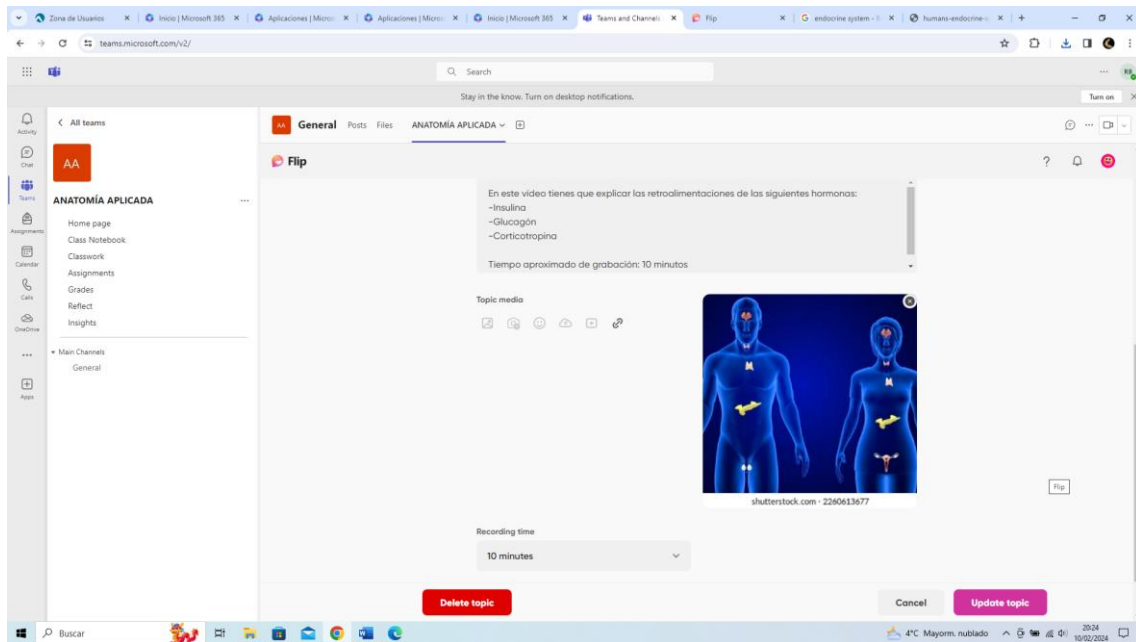 Zona de Usuarios
Inicio | Microsoft 365
Aplicaciones | Micros
Aplicaciones | Micros
Inicio | Microsoft 365
Teams and Channels
Flip
endocrine system -
humans-endocrine-s
teams.microsoft.com/v2/
Search
Stay in the know. Turn on desktop notifications.
Turn on
Activity
Chat
Teams
Assignments
Calendar
Calls
OneDrive
Apps
All teams
AA
ANATOMÍA APLICADA
Home page
Class Notebook
Classwork
Assignments
Grades
Reflect
Insights
Main Channels
General
AA General Posts Files ANATOMÍA APLICADA
Flip
En este video tienes que explicar las retroalimentaciones de las siguientes hormonas:
-Insulina
-Glucagón
-Corticotropina
Tiempo aproximado de grabación: 10 minutos
Topic media
shutterstock.com · 2260613677
Flip
Recording time
10 minutes
Delete topic
Cancel
Update topic
Buscar
4°C Mayorm. nublado
20:24
10/02/2024